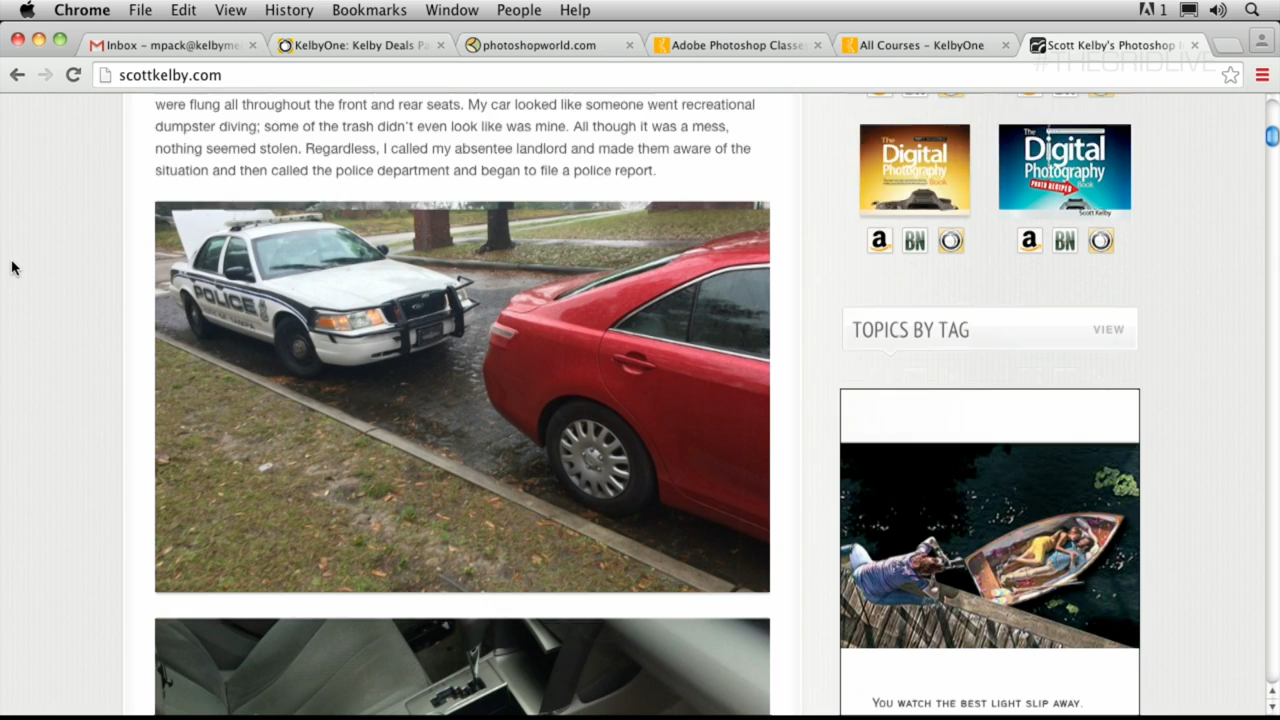 Chrome File Edit View History Bookmarks Window People Help 1
Inbox – mpack@kelbyme
KelbyOne: Kelby Deals Pa
photoshopworld.com
Adobe Photoshop Classe
All Courses – KelbyOne
Scott Kelby's Photoshop I
#THEGRIDLIVE
scottkelby.com
were flung all throughout the front and rear seats. My car looked like someone went recreational
dumpster diving; some of the trash didn't even look like was mine. All though it was a mess,
nothing seemed stolen. Regardless, I called my absentee landlord and made them aware of the
situation and then called the police department and began to file a police report.
POLICE
The
Digital
Photography
Book
The
Digital
Photography
Book
PHOTO RECIPES
Scott Kelby
a BN
a BN
TOPICS BY TAG VIEW
YOU WATCH THE BEST LIGHT SLIP AWAY.